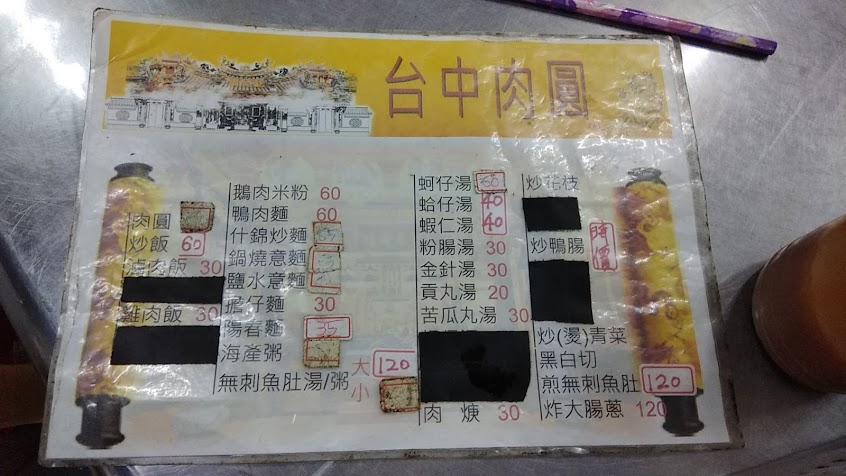 台中肉圓
肉圓
炒飯 60
滷肉飯 30
雞肉飯 30
鵝肉米粉 60
鴨肉麵 60
什錦炒麵
鍋燒意麵
鹽水意麵
擔仔麵 30
陽春麵 35
海產粥
無刺魚肚湯/粥 大 120
小
蚵仔湯 60
蛤仔湯 40
蝦仁湯 40
粉腸湯 30
金針湯 30
貢丸湯 20
苦瓜丸湯 30
肉焿 30
炒花枝
炒鴨腸
時價
炒(燙)青菜
黑白切
煎無刺魚肚 120
炸大腸蔥 120